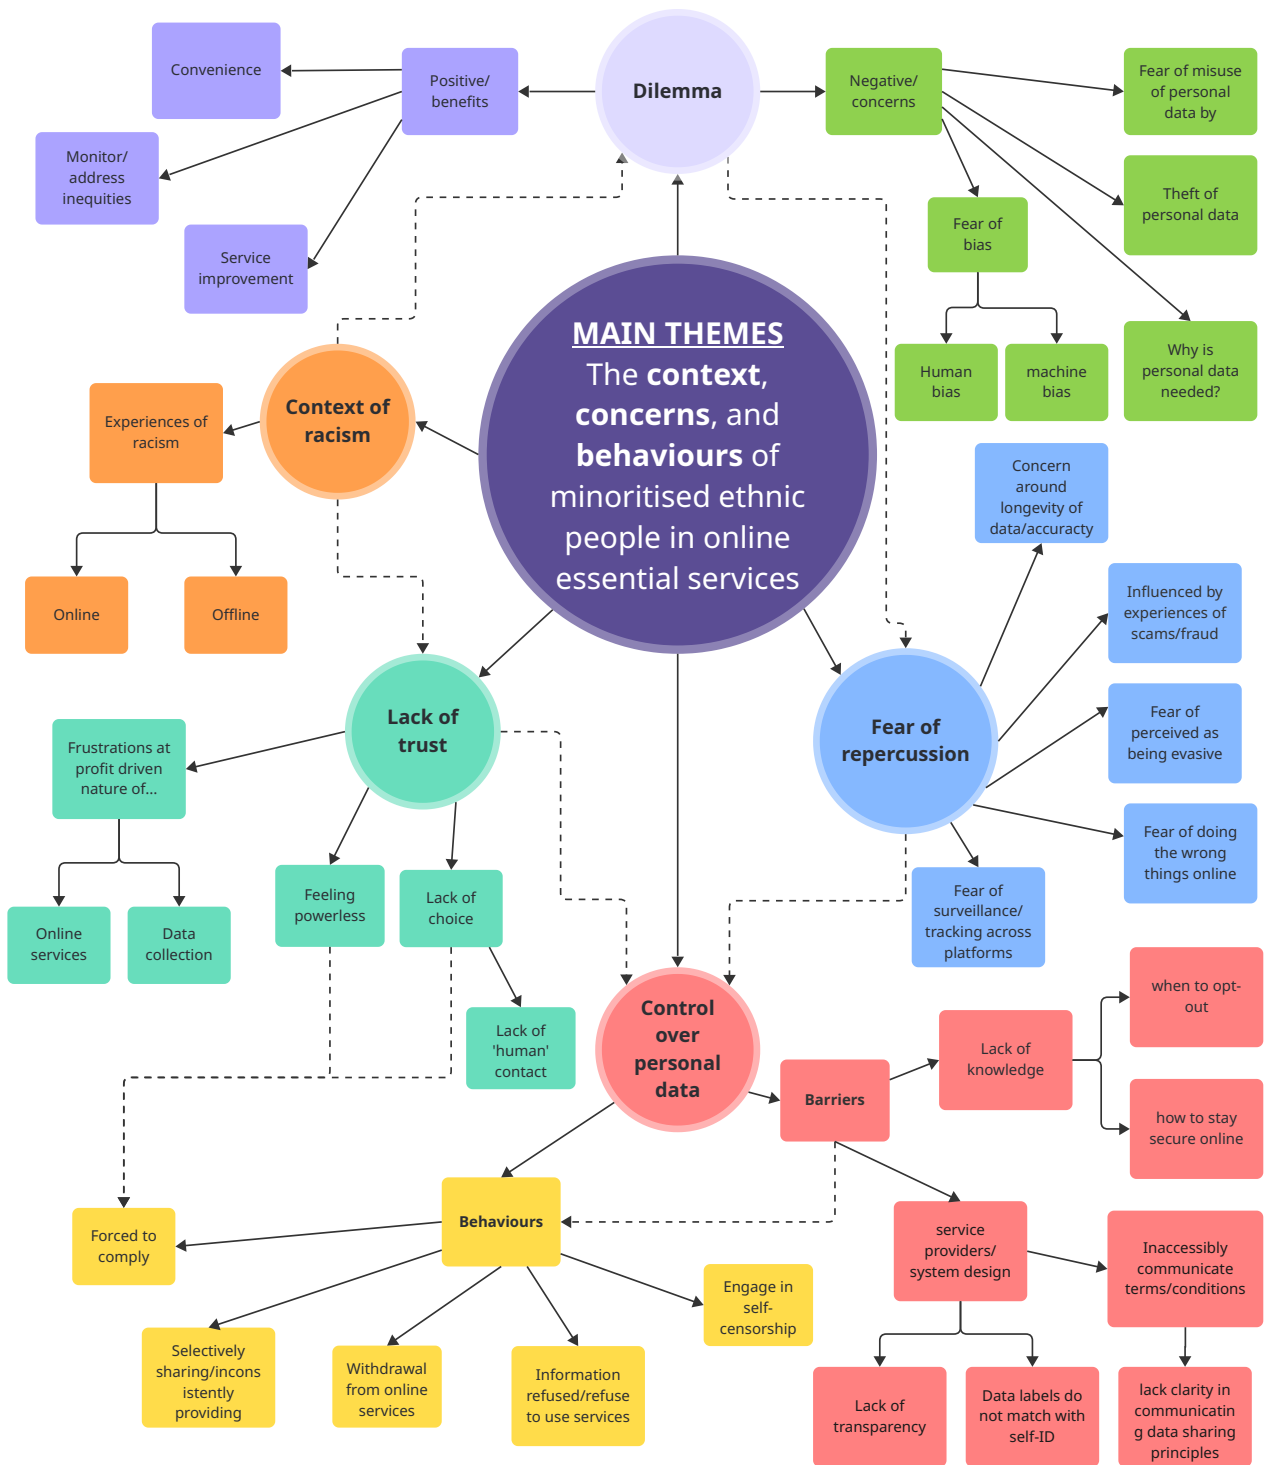 Convenience
Positive/
benefits
Dilemma
Negative/
concerns
Fear of misuse
of personal
data by
Monitor/
address
inequities
Service
improvement
Theft of
personal data
Fear of
bias
Human
bias
machine
bias
Why is
personal data
needed?
MAIN THEMES
The context,
concerns, and
behaviours of
minoritised ethnic
people in online
essential services
Context of
racism
Experiences of
racism
Online
Offline
Concern
around
longevity of
data/accuracty
Influenced by
experiences of
scams/fraud
Fear of
perceived as
being evasive
Fear of doing
the wrong
things online
Fear of
repercussion
Fear of
surveillance/
tracking across
platforms
Lack of
trust
Frustrations at
profit driven
nature of...
Online
services
Data
collection
Feeling
powerless
Lack of
choice
Lack of
'human'
contact
Control
over
personal
data
Barriers
Lack of
knowledge
when to opt-
out
how to stay
secure online
service
providers/
system design
Inaccessibly
communicate
terms/conditions
Lack of
transparency
Data labels do
not match with
self-ID
lack clarity in
communicatin
g data sharing
principles
Behaviours
Forced to
comply
Selectively
sharing/incons
istently
providing
Withdrawal
from online
services
Information
refused/refuse
to use services
Engage in
self-
censorship